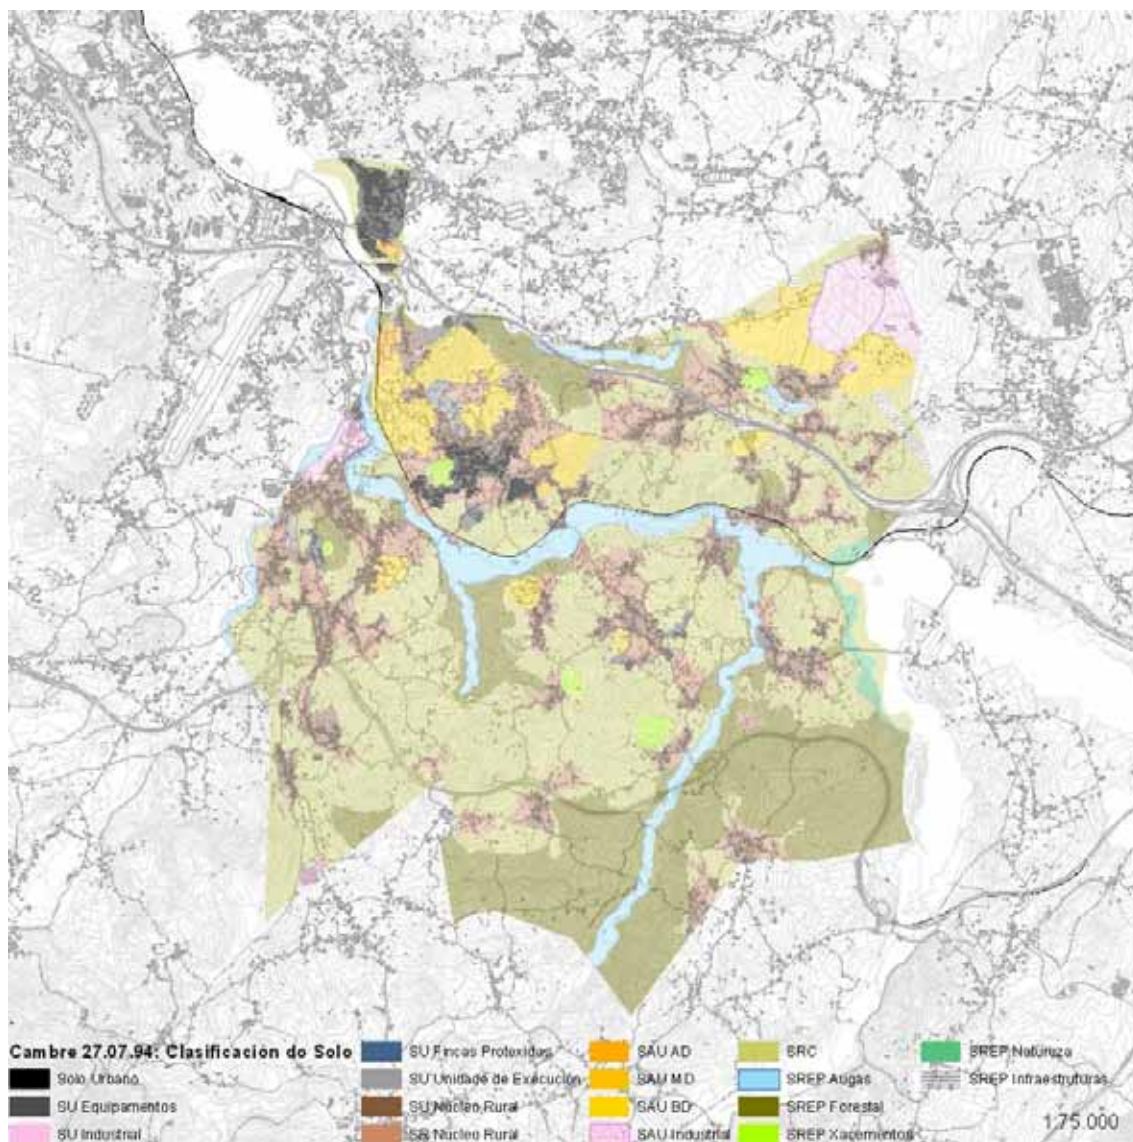 Cambre 27.07.94: Clasificación do Solo
Solo Urbano
SU Equipamentos
SU Industrial
SU Fincas Protexidas
SU Unidade de Execución
SU Núcleo Rural
SR Núcleo Rural
SAU AD
SAU MD
SAU BD
SAU Industrial
SRC
SREP Augas
SREP Forestal
SREP Xacementos
SREP Natureza
SREP Infraestruturas
1:75.000